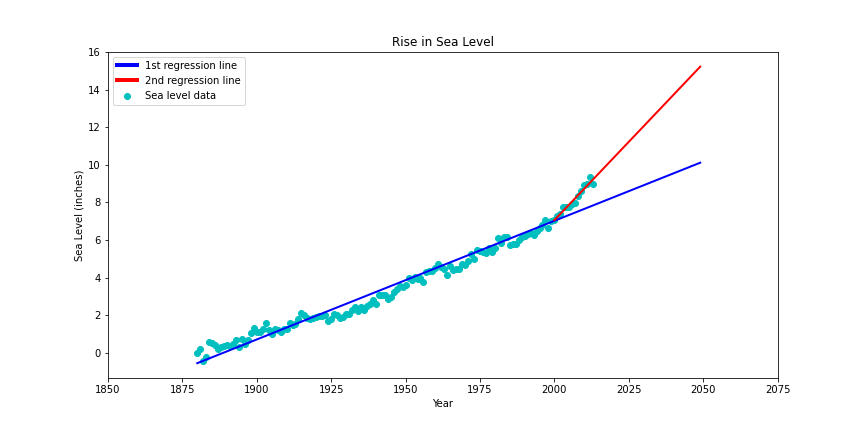 Rise in Sea Level
1st regression line
2nd regression line
Sea level data
Sea Level (inches)
16
14
12
10
8
6
4
2
0
1850 1875 1900 1925 1950 1975 2000 2025 2050 2075
Year